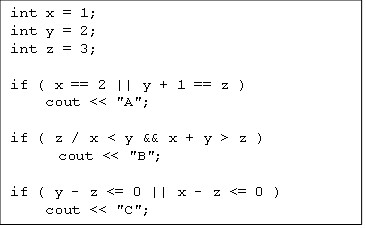 int x = 1;
int y = 2;
int z = 3;
if ( x == 2 || y + 1 == z )
cout << "A";
if ( z / x < y && x + y > z )
cout << "B";
if ( y - z <= 0 || x - z <= 0 )
cout << "C";